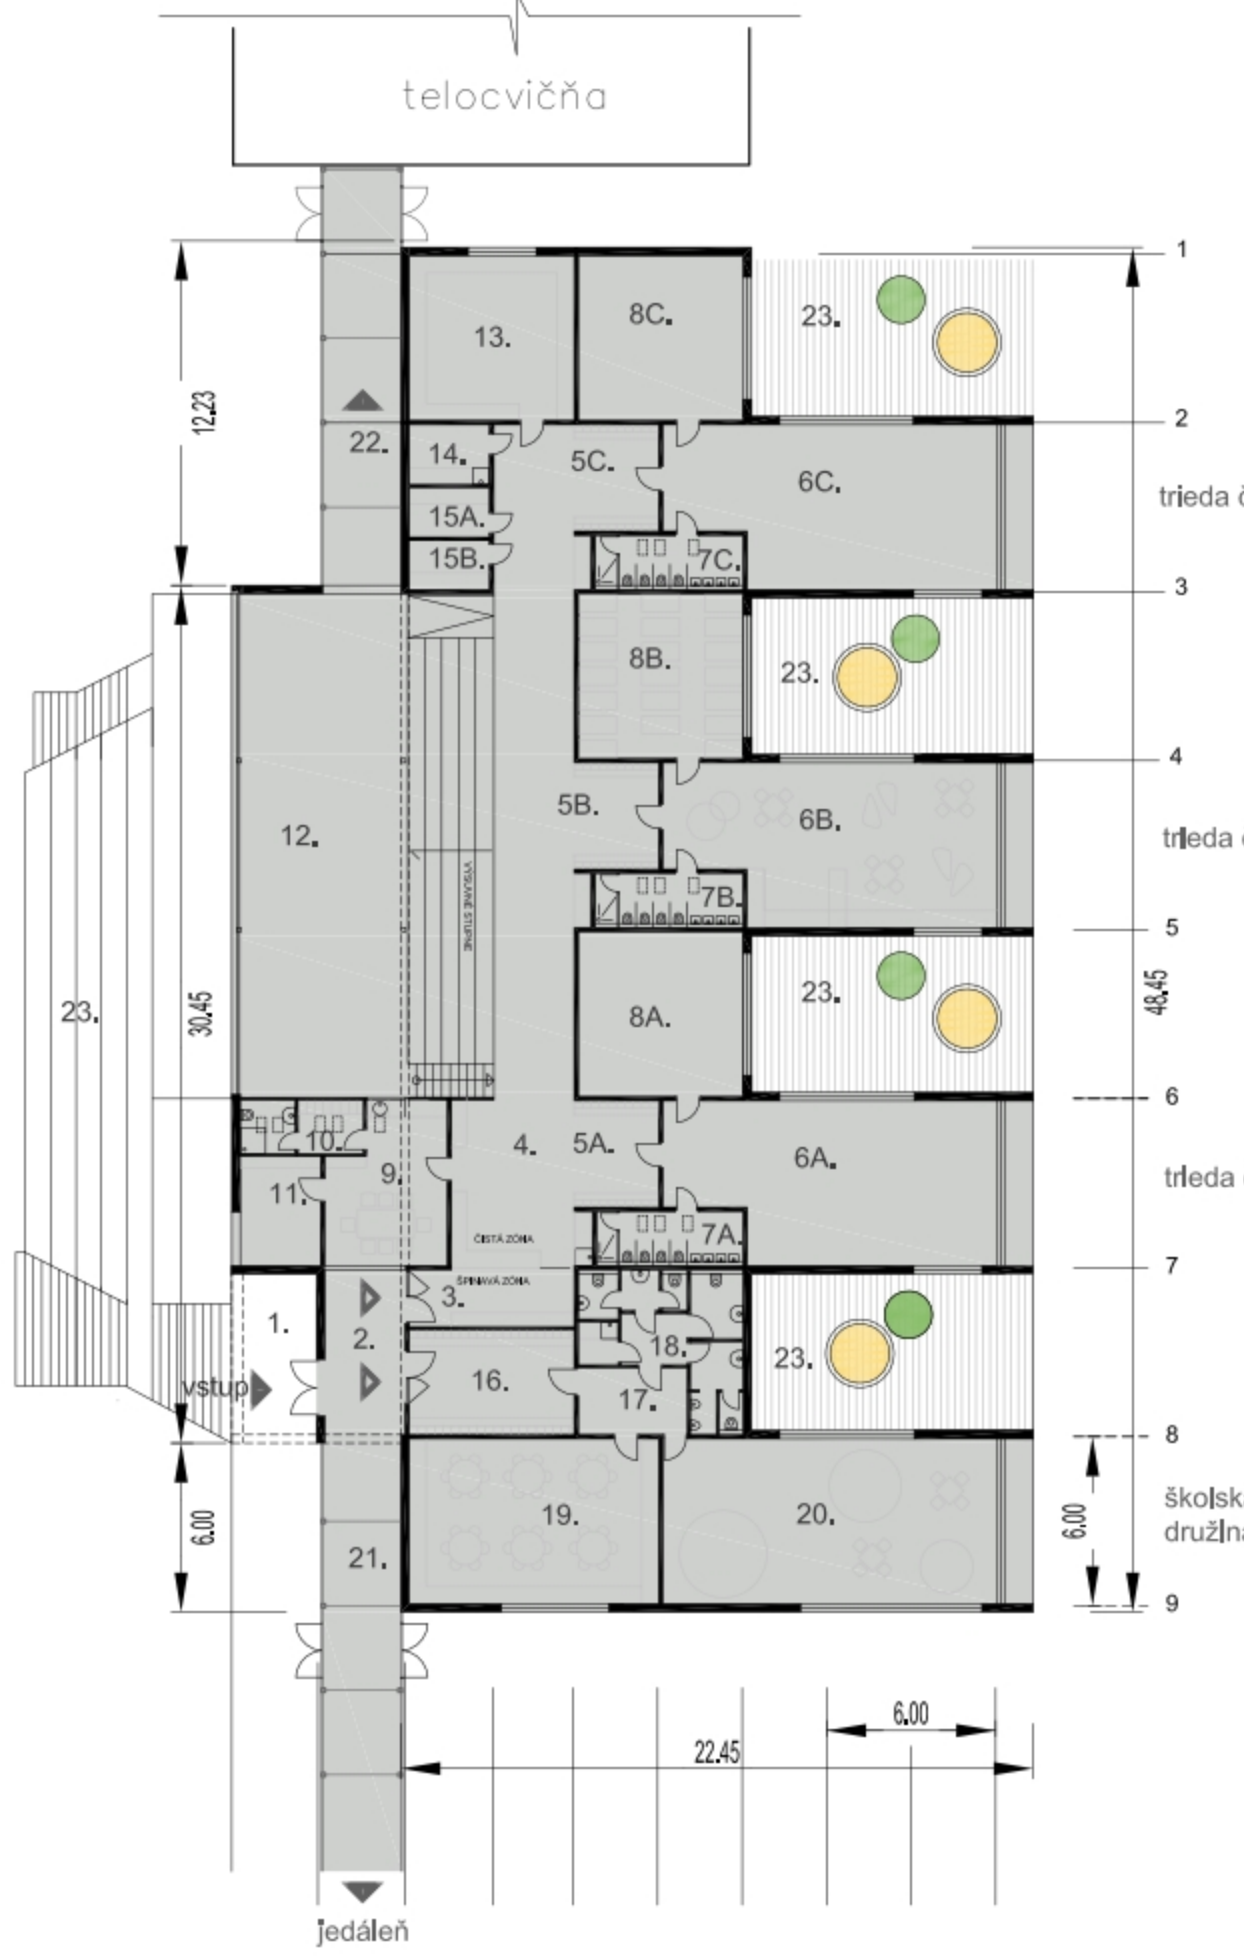 telocvičňa
1
13.
8C.
23.
12.23
2
22.
14.
5C.
6C.
trieda č
15A.
15B.
7C.
3
8B.
23.
4
12.
5B.
6B.
trieda
VÝSUVNÉ STUPNE
7B.
5
23.
30.45
8A.
23.
48.45
6
10.
4.
5A.
6A.
9.
11.
trieda
7A.
ČISTÁ ZÓNA
7
ŠPINAVÁ ZÓNA
3.
1.
2.
18.
23.
vstup
16.
17.
8
6.00
19.
20.
6.00
školsk
družin
21.
9
6.00
22.45
jedáleň